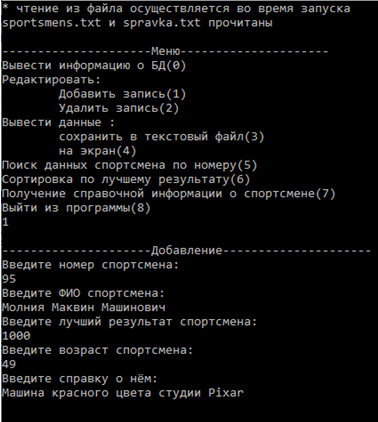 * чтение из файла осуществляется во время запуска
sportsmens.txt и spravka.txt прочитаны
---------------------Меню---------------------
Вывести информацию о БД(0)
Редактировать:
Добавить запись(1)
Удалить запись(2)
Вывести данные :
сохранить в текстовый файл(3)
на экран(4)
Поиск данных спортсмена по номеру(5)
Сортировка по лучшему результату(6)
Получение справочной информации о спортсмене(7)
Выйти из программы(8)
1
---------------------Добавление---------------------
Введите номер спортсмена:
95
Введите ФИО спортсмена:
Молния Маквин Машинович
Введите лучший результат спортсмена:
1000
Введите возраст спортсмена:
49
Введите справку о нём:
Машина красного цвета студии Pixar